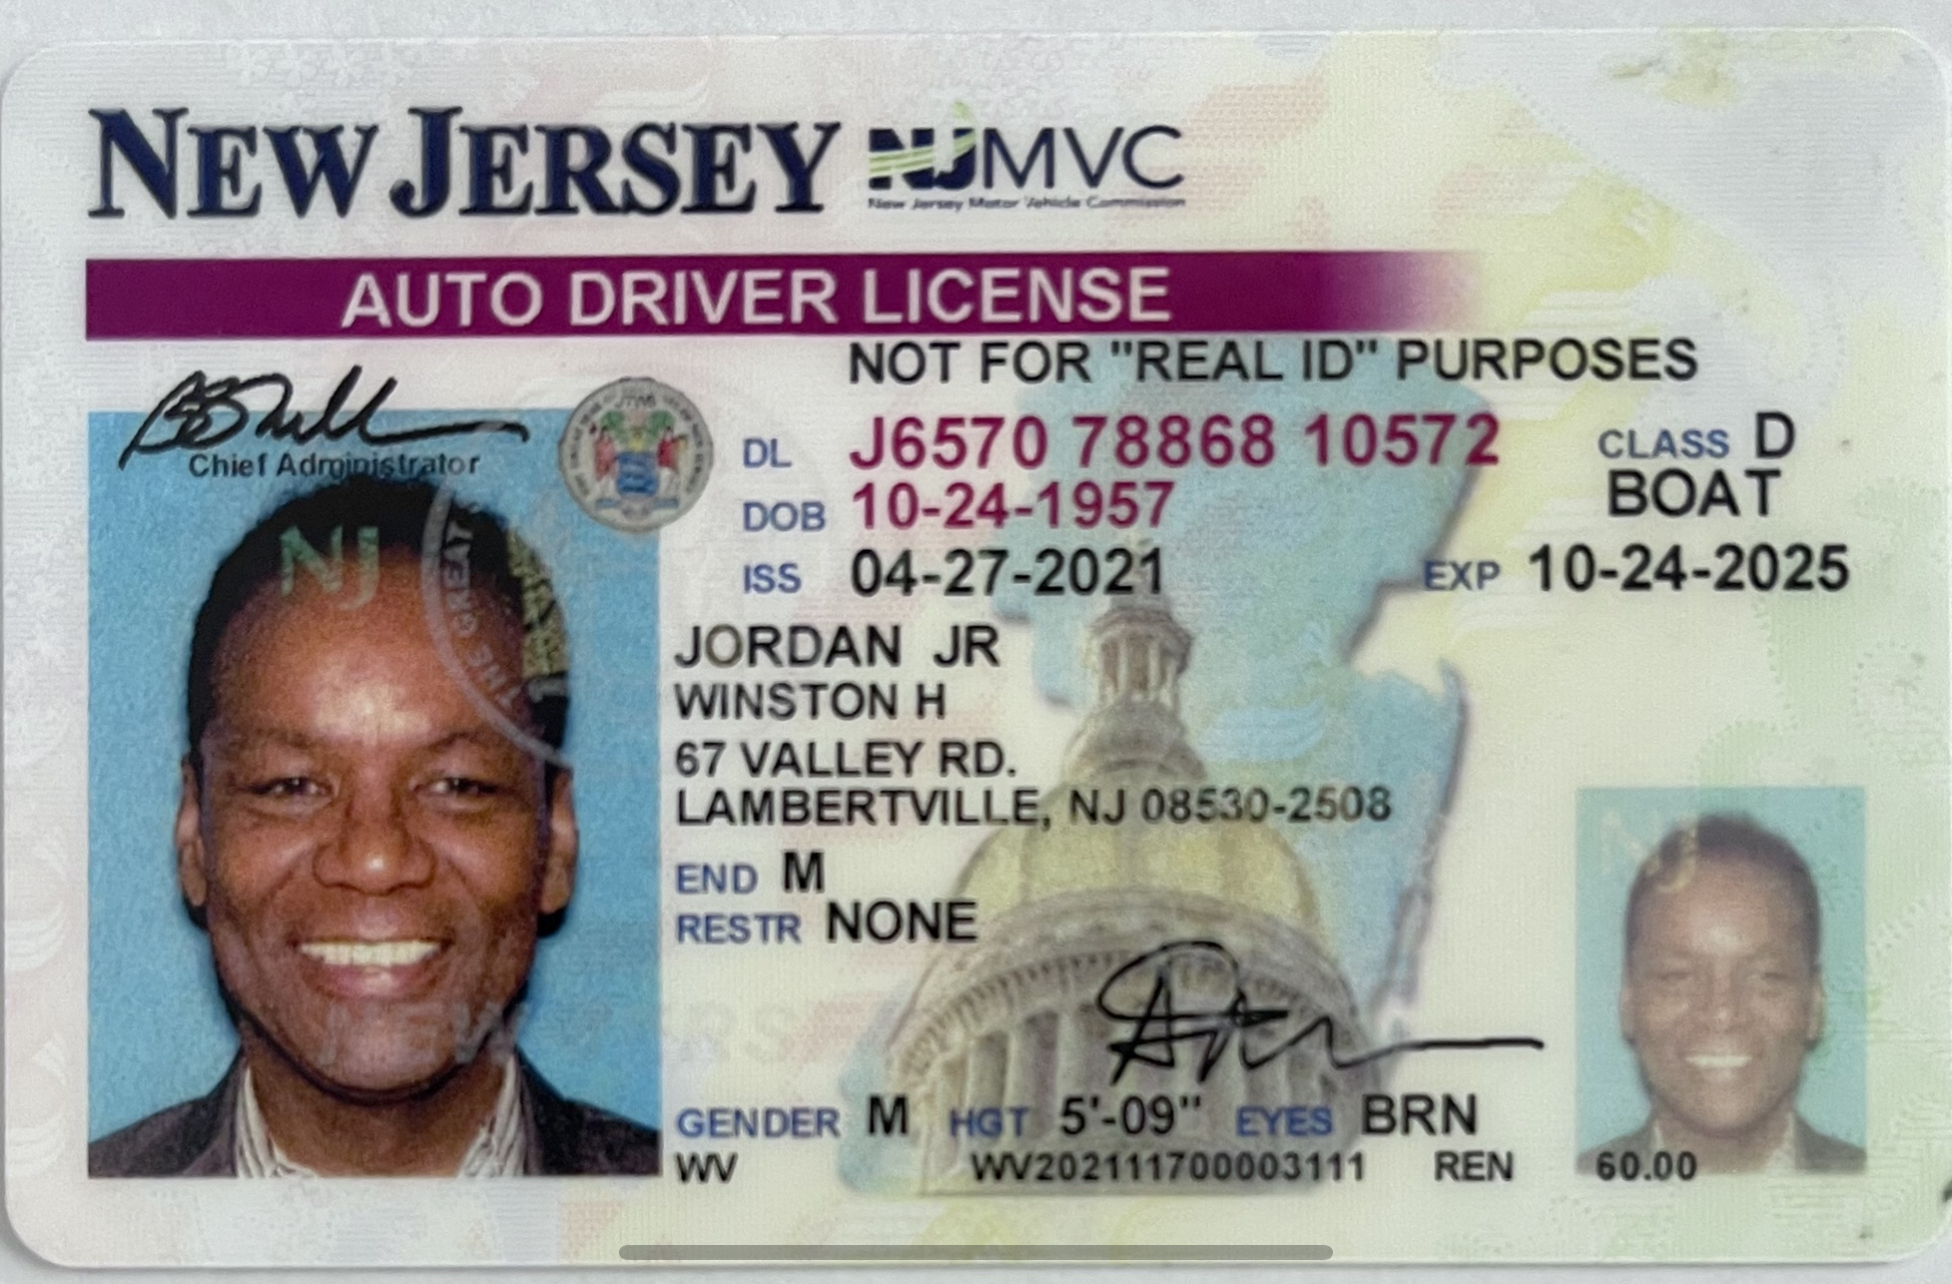 NEW JERSEY NJMVC
New Jersey Motor Vehicle Commission
AUTO DRIVER LICENSE
NOT FOR "REAL ID" PURPOSES
Chief Administrator
DL J6570 78868 10572 CLASS D
BOAT
DOB 10-24-1957
ISS 04-27-2021 EXP 10-24-2025
NJ
JORDAN JR
WINSTON H
67 VALLEY RD.
LAMBERTVILLE, NJ 08530-2508
END M
RESTR NONE
GENDER M HGT 5'-09" EYES BRN
WV WV202111700003111 REN 60.00
NJ